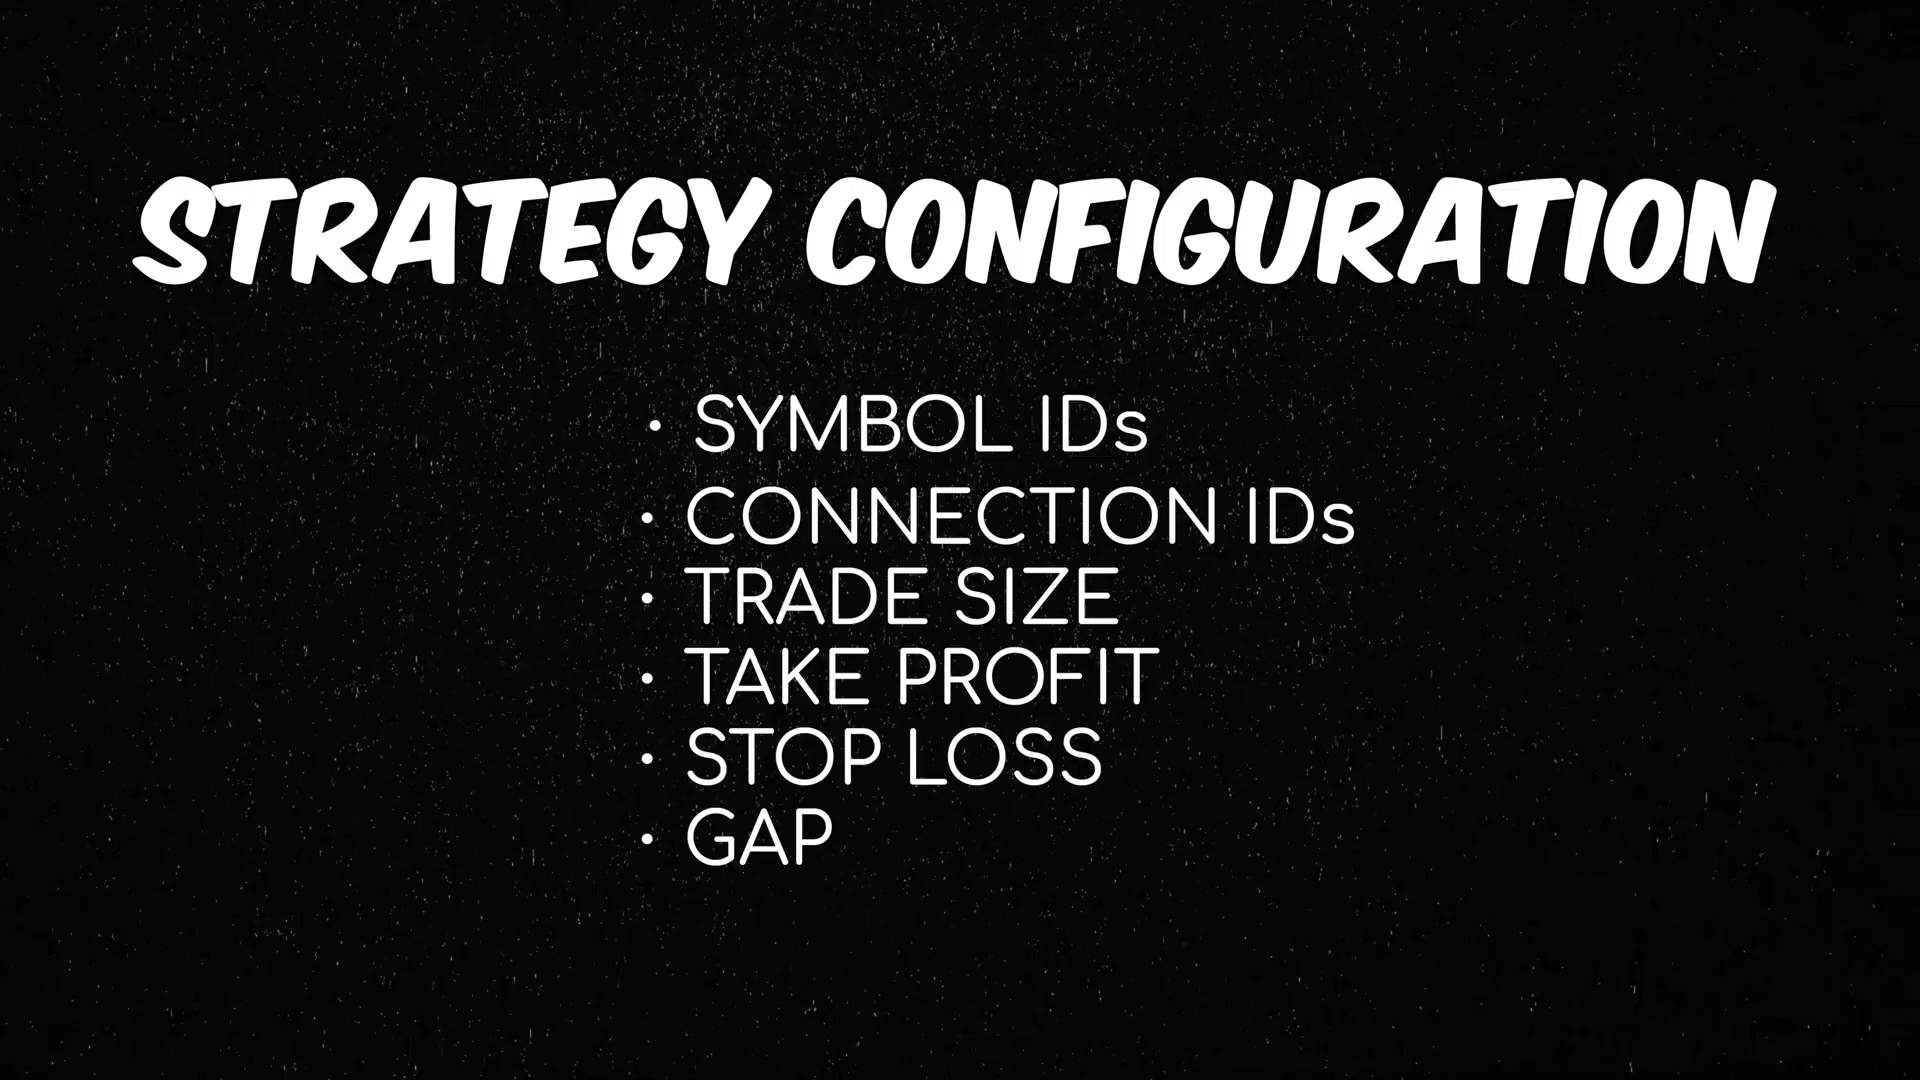 STRATEGY CONFIGURATION
• SYMBOL IDs
• CONNECTION IDs
• TRADE SIZE
• TAKE PROFIT
• STOP LOSS
• GAP